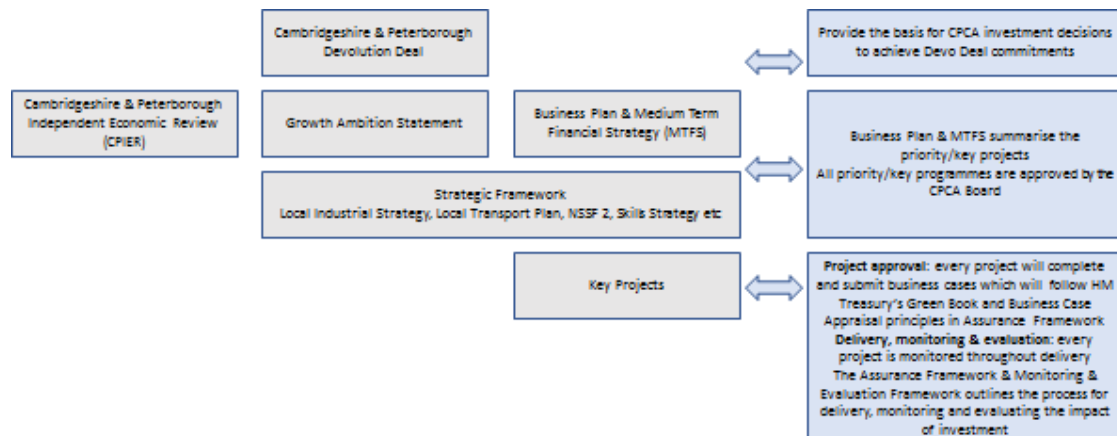 Cambridgeshire & Peterborough
Devolution Deal
Provide the basis for CPCA investment decisions
to achieve Devo Deal commitments
Cambridgeshire & Peterborough
Independent Economic Review
(CPIER)
Growth Ambition Statement
Business Plan & Medium Term
Financial Strategy (MTFS)
Business Plan & MTFS summarise the
priority/key projects
All priority/key programmes are approved by the
CPCA Board
Strategic Framework
Local Industrial Strategy, Local Transport Plan, NSSF 2, Skills Strategy etc
Key Projects
Project approval: every project will complete
and submit business cases which will follow HM
Treasury's Green Book and Business Case
Appraisal principles in Assurance Framework
Delivery, monitoring & evaluation: every
project is monitored throughout delivery
The Assurance Framework & Monitoring &
Evaluation Framework outlines the process for
delivery, monitoring and evaluating the impact
of investment